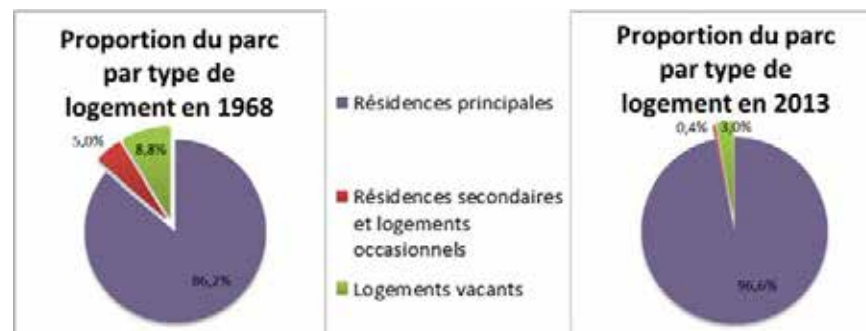 Proportion du parc
par type de
logement en 1968
5,0%
8,8%
86,2%
Résidences principales
Résidences secondaires
et logements
occasionnels
Logements vacants
Proportion du parc
par type de
logement en 2013
0,4%
3,0%
96,6%